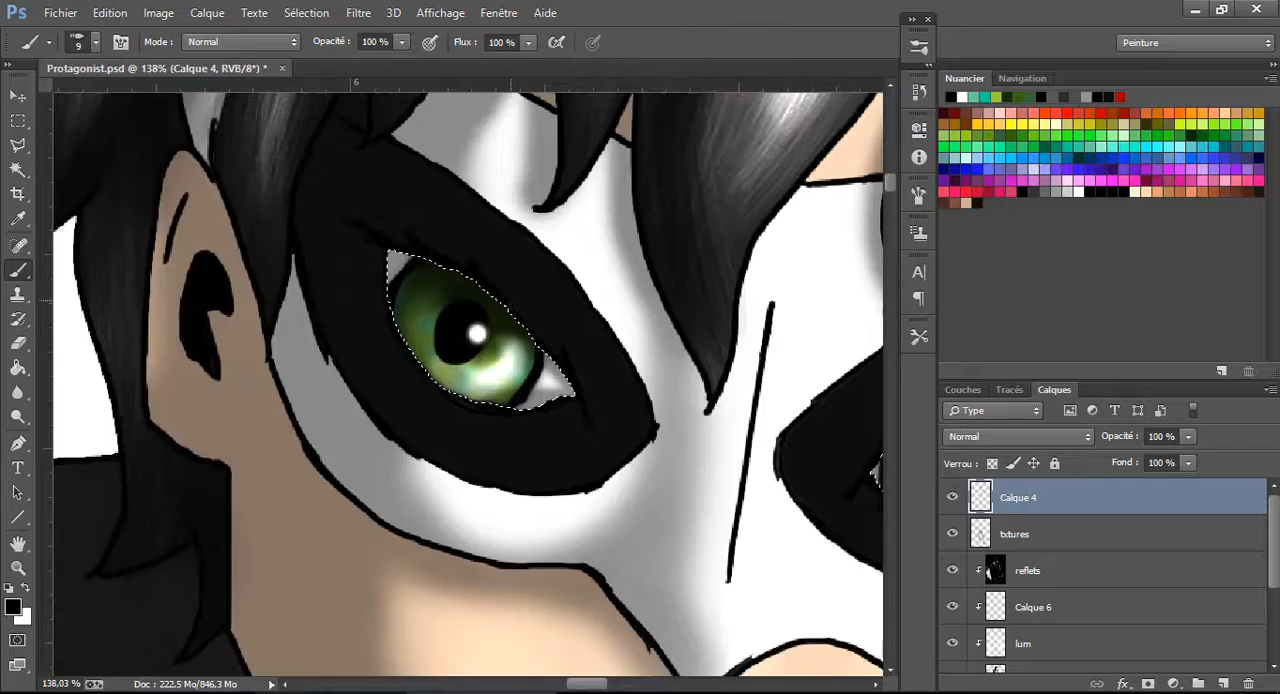 Ps Fichier Edition Image Calque Texte Sélection Filtre 3D Affichage Fenêtre Aide
9 Mode : Normal Opacité : 100 % Flux : 100 % Peinture
Protagonist.psd @ 138% (Calque 4, RVB/8*) * ×
6
Nuancier Navigation
A|
Couches Tracés Calques
Type T
Normal Opacité : 100 %
Verrou : Fond : 100 %
Calque 4
txtures
reflets
Calque 6
lum
fx
138,03 % Doc : 222,5 Mo/846,3 Mo